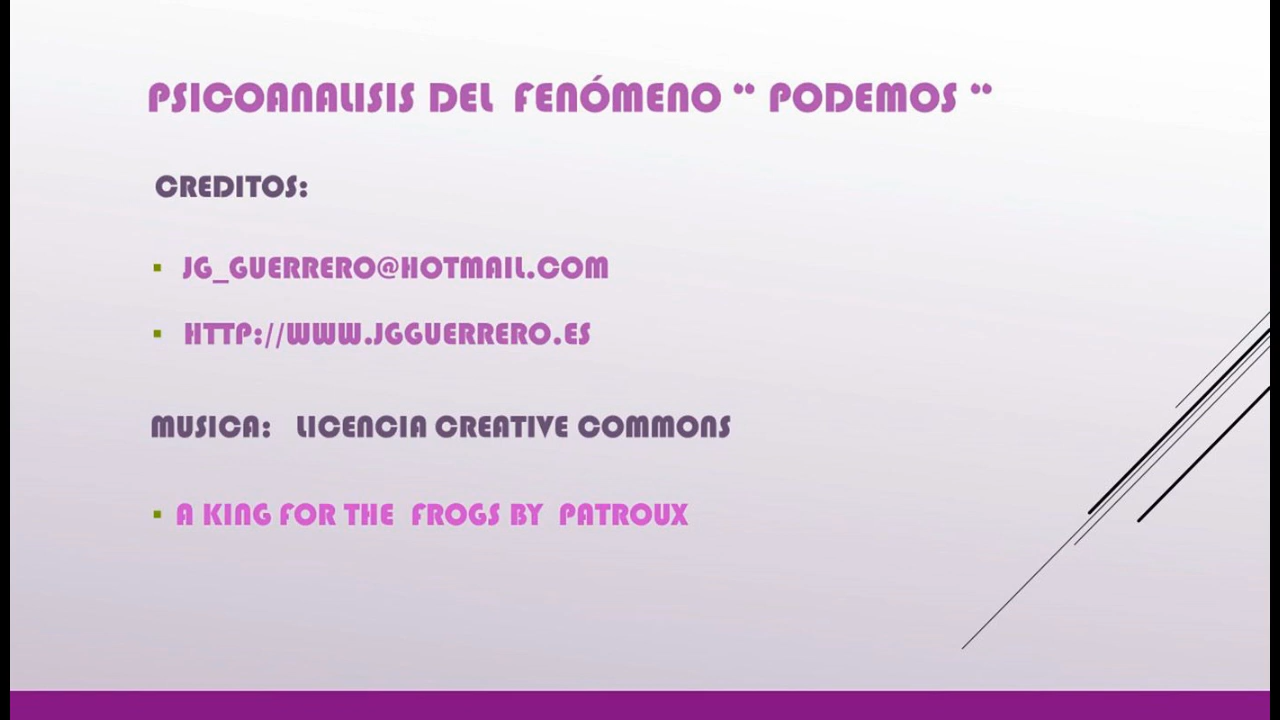 PSICOANALISIS DEL FENÓMENO “ PODEMOS “
CREDITOS:
▪ JG_GUERRERO@HOTMAIL.COM
▪ HTTP://WWW.JGGUERRERO.ES
MUSICA: LICENCIA CREATIVE COMMONS
▪ A KING FOR THE FROGS BY PATROUX